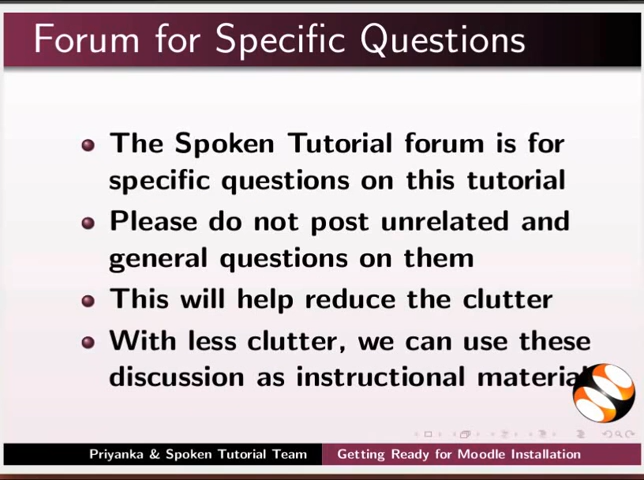 Forum for Specific Questions
The Spoken Tutorial forum is for
specific questions on this tutorial
Please do not post unrelated and
general questions on them
This will help reduce the clutter
With less clutter, we can use these
discussion as instructional material
Priyanka & Spoken Tutorial Team
Getting Ready for Moodle Installation